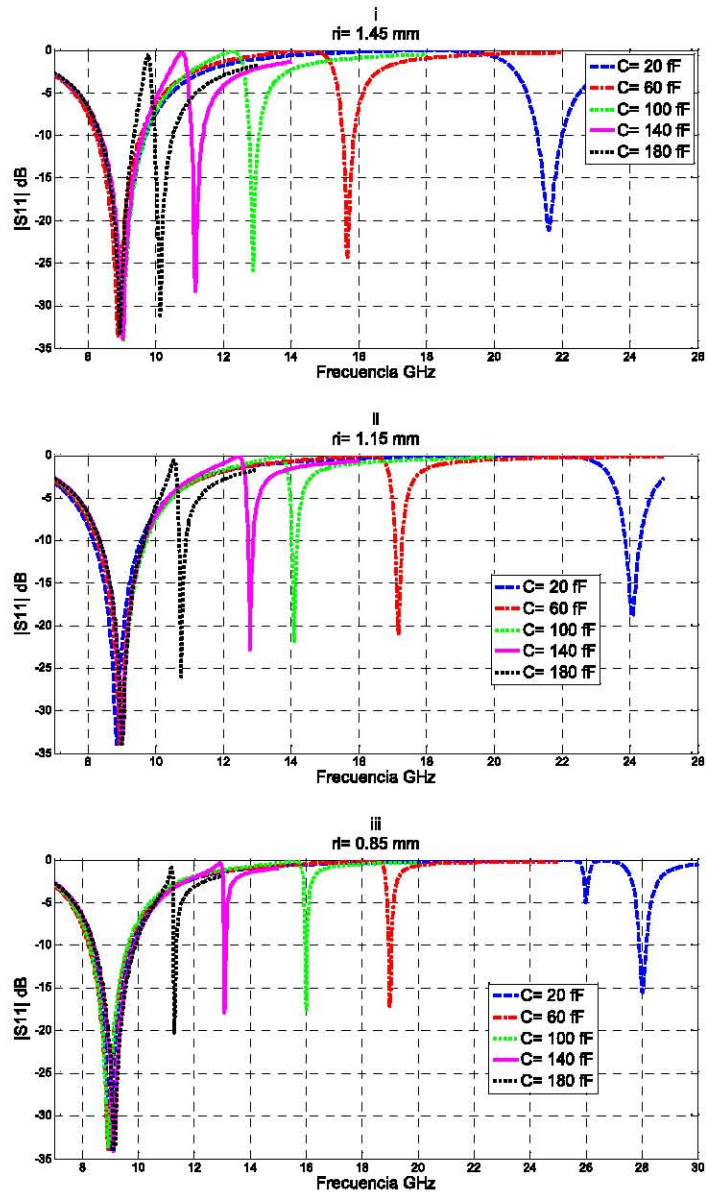 i
ri= 1.45 mm
0
-5
-10
-15
-20
-25
-30
-35
|S11| dB
C= 20 fF
C= 60 fF
C= 100 fF
C= 140 fF
C= 180 fF
8 10 12 14 16 18 20 22 24 26
Frecuencia GHz
ii
ri= 1.15 mm
0
-5
-10
-15
-20
-25
-30
-35
|S11| dB
C= 20 fF
C= 60 fF
C= 100 fF
C= 140 fF
C= 180 fF
8 10 12 14 16 18 20 22 24 26
Frecuencia GHz
iii
ri= 0.85 mm
0
-5
-10
-15
-20
-25
-30
-35
|S11| dB
C= 20 fF
C= 60 fF
C= 100 fF
C= 140 fF
C= 180 fF
8 10 12 14 16 18 20 22 24 26 28 30
Frecuencia GHz